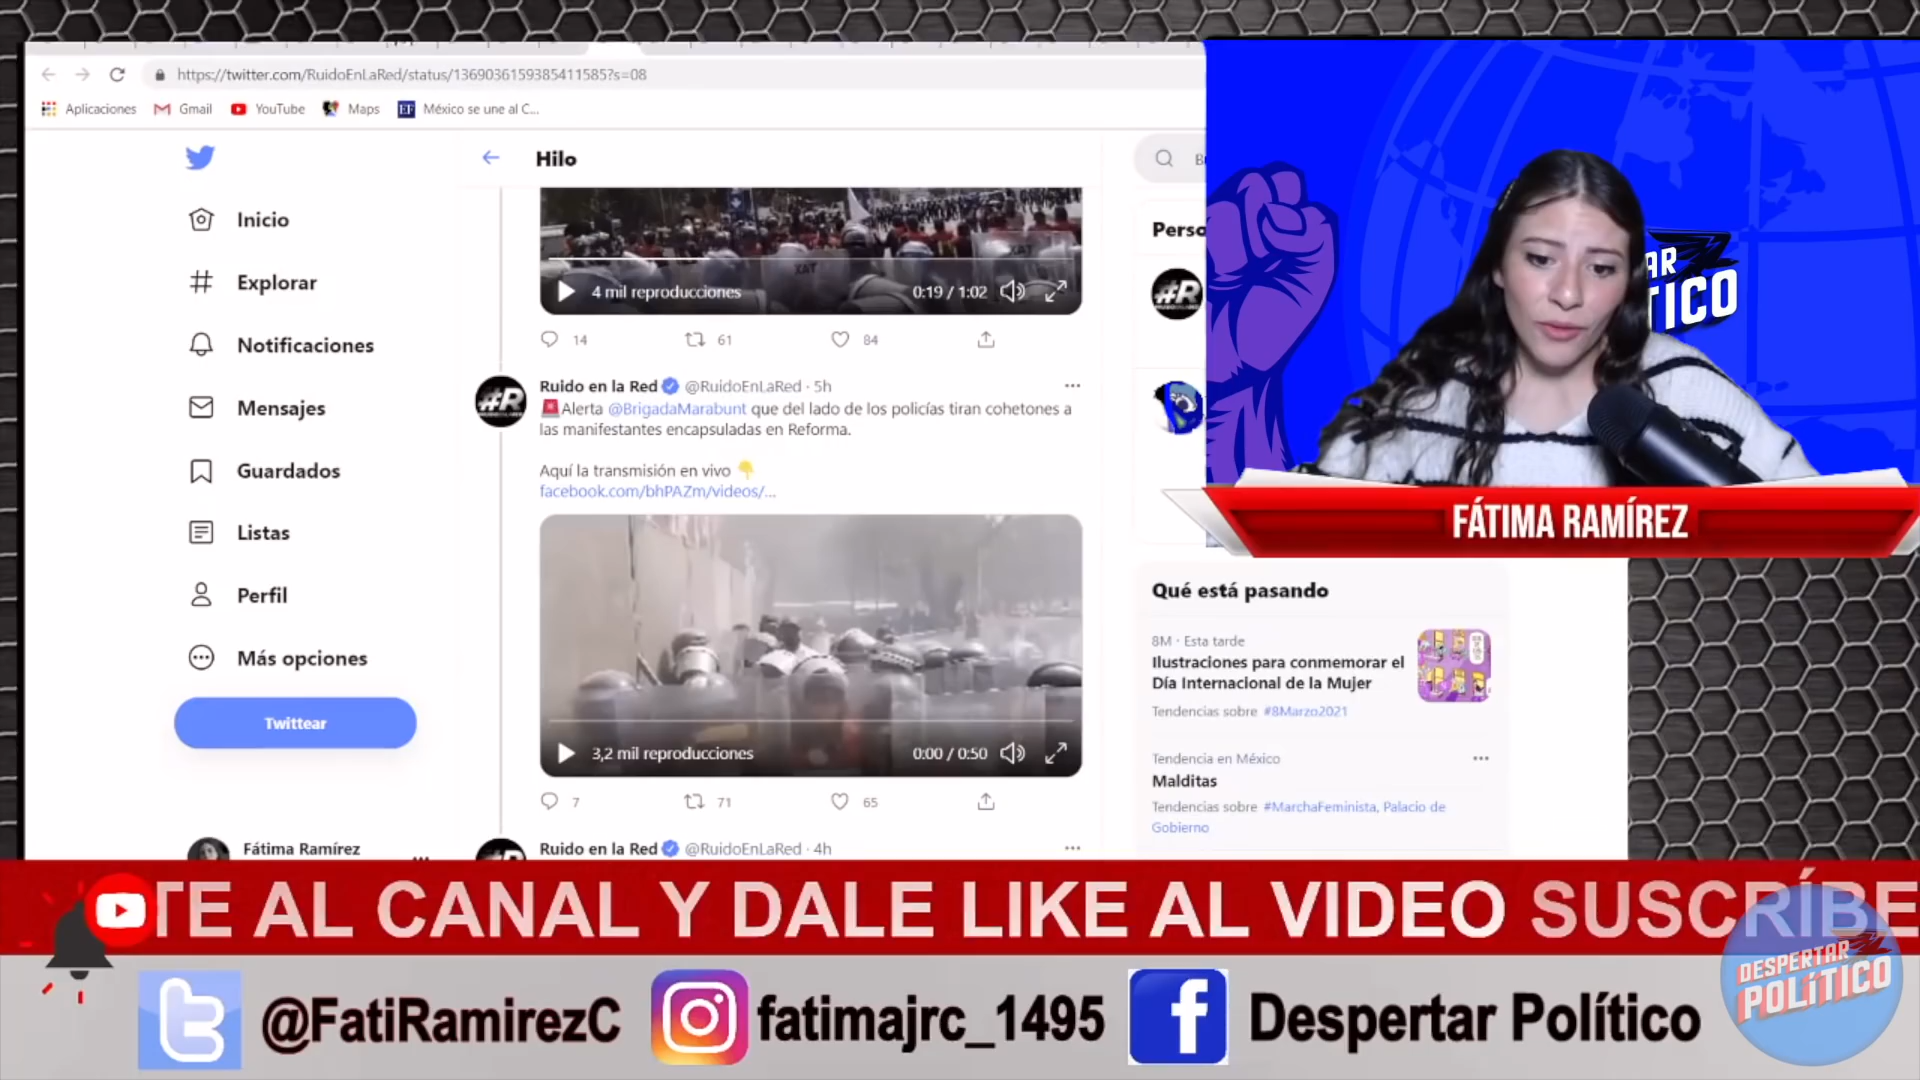 https://twitter.com/RuidoEnLaRed/status/1369036159385411585?s=08
Aplicaciones
Gmail
YouTube
Maps
EF
México se une al C...
Hilo
Inicio
Explorar
Notificaciones
Mensajes
Guardados
Listas
Perfil
Más opciones
Twittear
Fátima Ramírez
XAT
XAT
4 mil reproducciones
0:19 / 1:02
14
61
84
#R
Ruido en la Red @RuidoEnLaRed · 5h
Alerta @BrigadaMarabunt que del lado de los policías tiran cohetones a
las manifestantes encapsuladas en Reforma.
Aquí la transmisión en vivo
facebook.com/bhPAZm/videos/...
3,2 mil reproducciones
0:00 / 0:50
7
71
65
Ruido en la Red @RuidoEnLaRed · 4h
Perso
#R
AR
TICO
FÁTIMA RAMÍREZ
Qué está pasando
8M · Esta tarde
Ilustraciones para conmemorar el
Día Internacional de la Mujer
Tendencias sobre #8Marzo2021
Tendencia en México
Malditas
Tendencias sobre #MarchaFeminista, Palacio de
Gobierno
TE AL CANAL Y DALE LIKE AL VIDEO SUSCRÍBE
@FatiRamirezC
fatimajrc_1495
Despertar Político
DESPERTAR
POLÍTICO